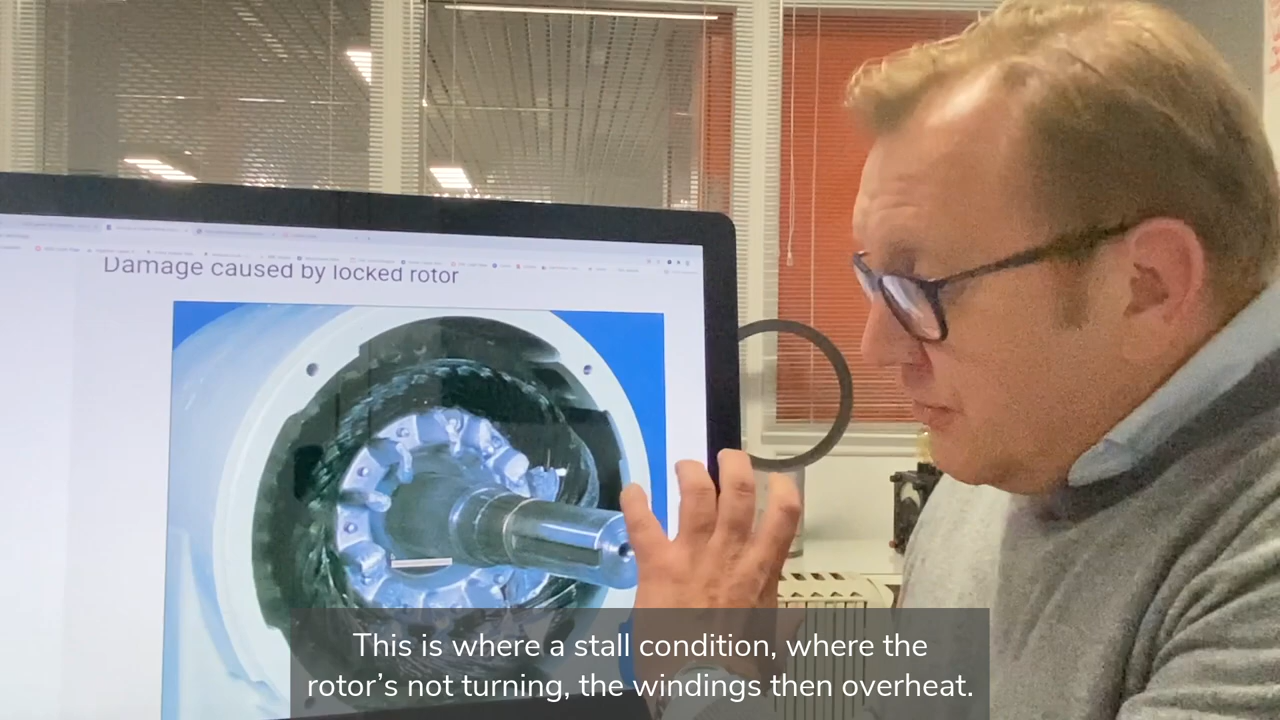 Damage caused by locked rotor
This is where a stall condition, where the
rotor's not turning, the windings then overheat.